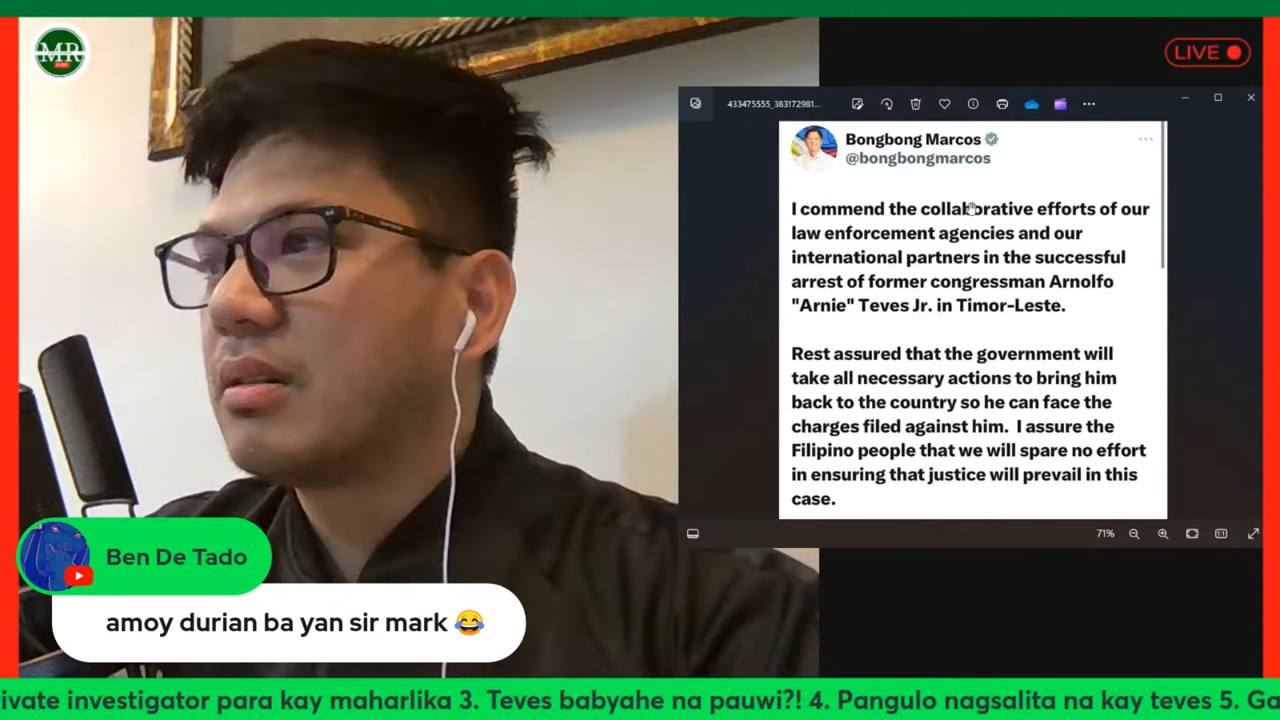 MR
LIVE
433475555_383172981...
Bongbong Marcos
@bongbongmarcos
I commend the collaborative efforts of our
law enforcement agencies and our
international partners in the successful
arrest of former congressman Arnolfo
"Arnie" Teves Jr. in Timor-Leste.
Rest assured that the government will
take all necessary actions to bring him
back to the country so he can face the
charges filed against him. I assure the
Filipino people that we will spare no effort
in ensuring that justice will prevail in this
case.
71%
Ben De Tado
amoy durian ba yan sir mark 😂
rivate investigator para kay maharlika 3. Teves babyahe na pauwi?! 4. Pangulo nagsalita na kay teves 5. Ga